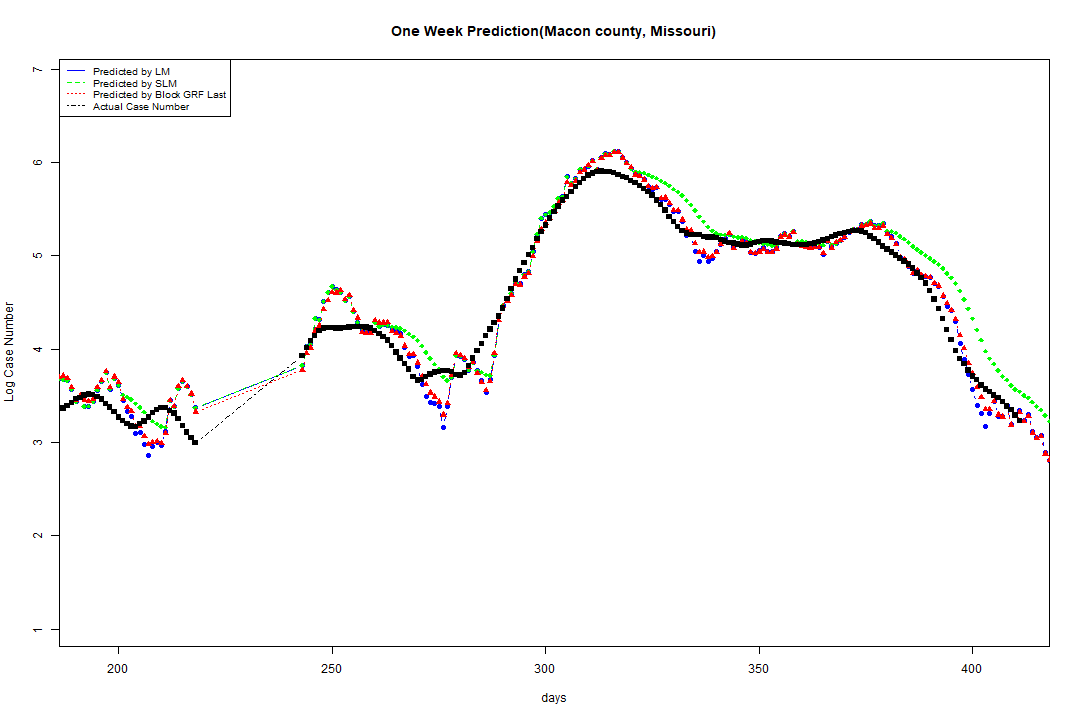 One Week Prediction(Macon county, Missouri)
Predicted by LM
Predicted by SLM
Predicted by Block GRF Last
Actual Case Number
7
6
5
4
3
2
1
Log Case Number
200 250 300 350 400
days